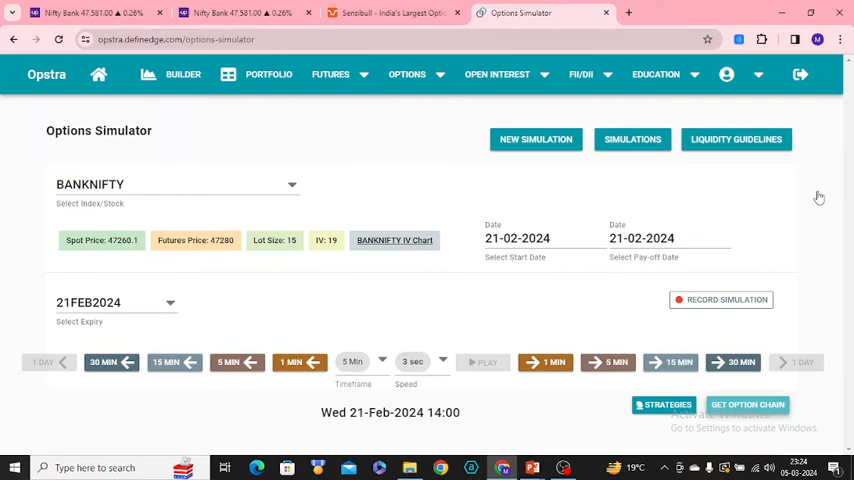 Nifty Bank 47,581.00 ▲ 0.26%
Nifty Bank 47,581.00 ▲ 0.26%
Sensibull - India's Largest Optio
Options Simulator
opstra.definedge.com/options-simulator
M
Opstra
BUILDER
PORTFOLIO
FUTURES
OPTIONS
OPEN INTEREST
FII/DII
EDUCATION
Options Simulator
NEW SIMULATION
SIMULATIONS
LIQUIDITY GUIDELINES
BANKNIFTY
Select Index/Stock
Spot Price: 47260.1
Futures Price: 47280
Lot Size: 15
IV: 19
BANKNIFTY IV Chart
Date
21-02-2024
Select Start Date
Date
21-02-2024
Select Pay-off Date
21FEB2024
Select Expiry
RECORD SIMULATION
1 DAY
30 MIN
15 MIN
5 MIN
1 MIN
5 Min
Timeframe
3 sec
Speed
PLAY
1 MIN
5 MIN
15 MIN
30 MIN
1 DAY
Wed 21-Feb-2024 14:00
STRATEGIES
GET OPTION CHAIN
Activate Windows
Go to Settings to activate Windows.
Type here to search
19°C
23:24
05-03-2024